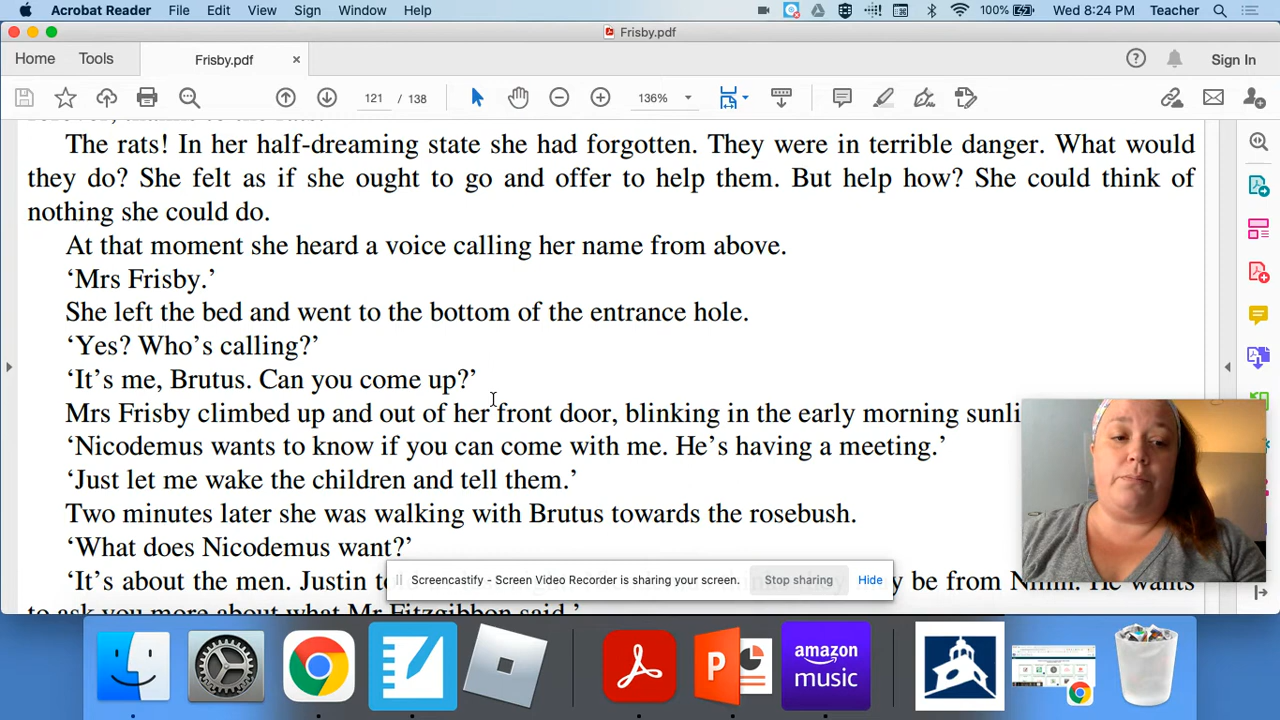 Acrobat Reader File Edit View Sign Window Help 100% Wed 8:24 PM Teacher
Frisby.pdf
Home Tools Frisby.pdf × Sign In
121 / 138 136%
The rats! In her half-dreaming state she had forgotten. They were in terrible danger. What would
they do? She felt as if she ought to go and offer to help them. But help how? She could think of
nothing she could do.
At that moment she heard a voice calling her name from above.
‘Mrs Frisby.’
She left the bed and went to the bottom of the entrance hole.
‘Yes? Who’s calling?’
‘It’s me, Brutus. Can you come up?’
Mrs Frisby climbed up and out of her front door, blinking in the early morning
‘Nicodemus wants to know if you can come with me. He’s having a meeting.’
‘Just let me wake the children and tell them.’
Two minutes later she was walking with Brutus towards the rosebush.
‘What does Nicodemus want?’
‘It’s about the men. Justin be from Nimh. He wants
to ask you more about what Mr Fitzgibbon said.’
Screencastify - Screen Video Recorder is sharing your screen. Stop sharing Hide
amazon
music